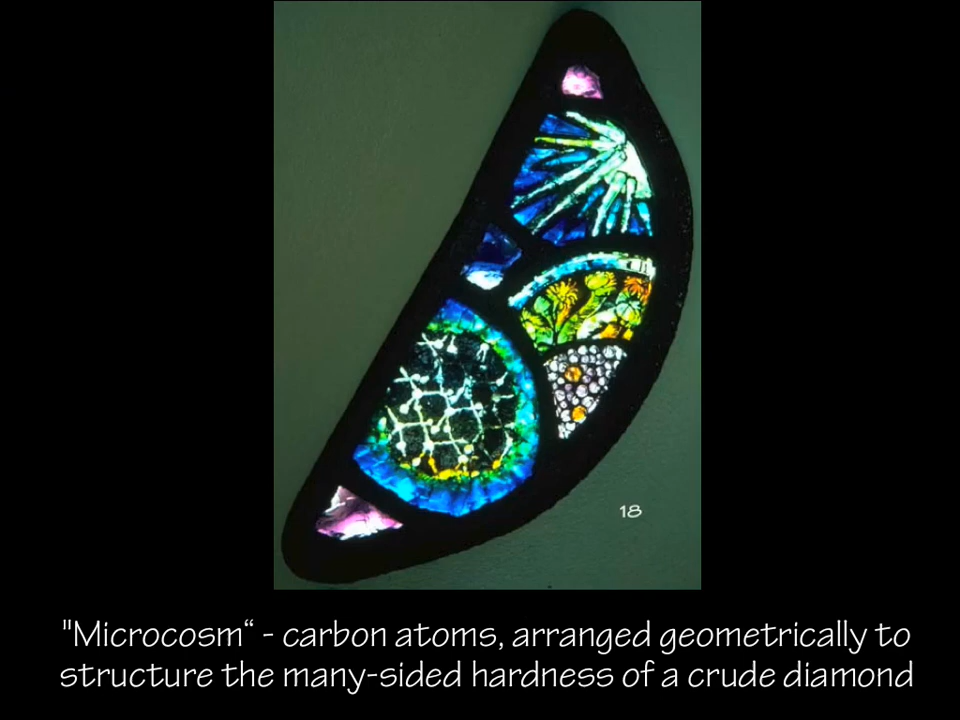 18
"Microcosm“ - carbon atoms, arranged geometrically to
structure the many-sided hardness of a crude diamond